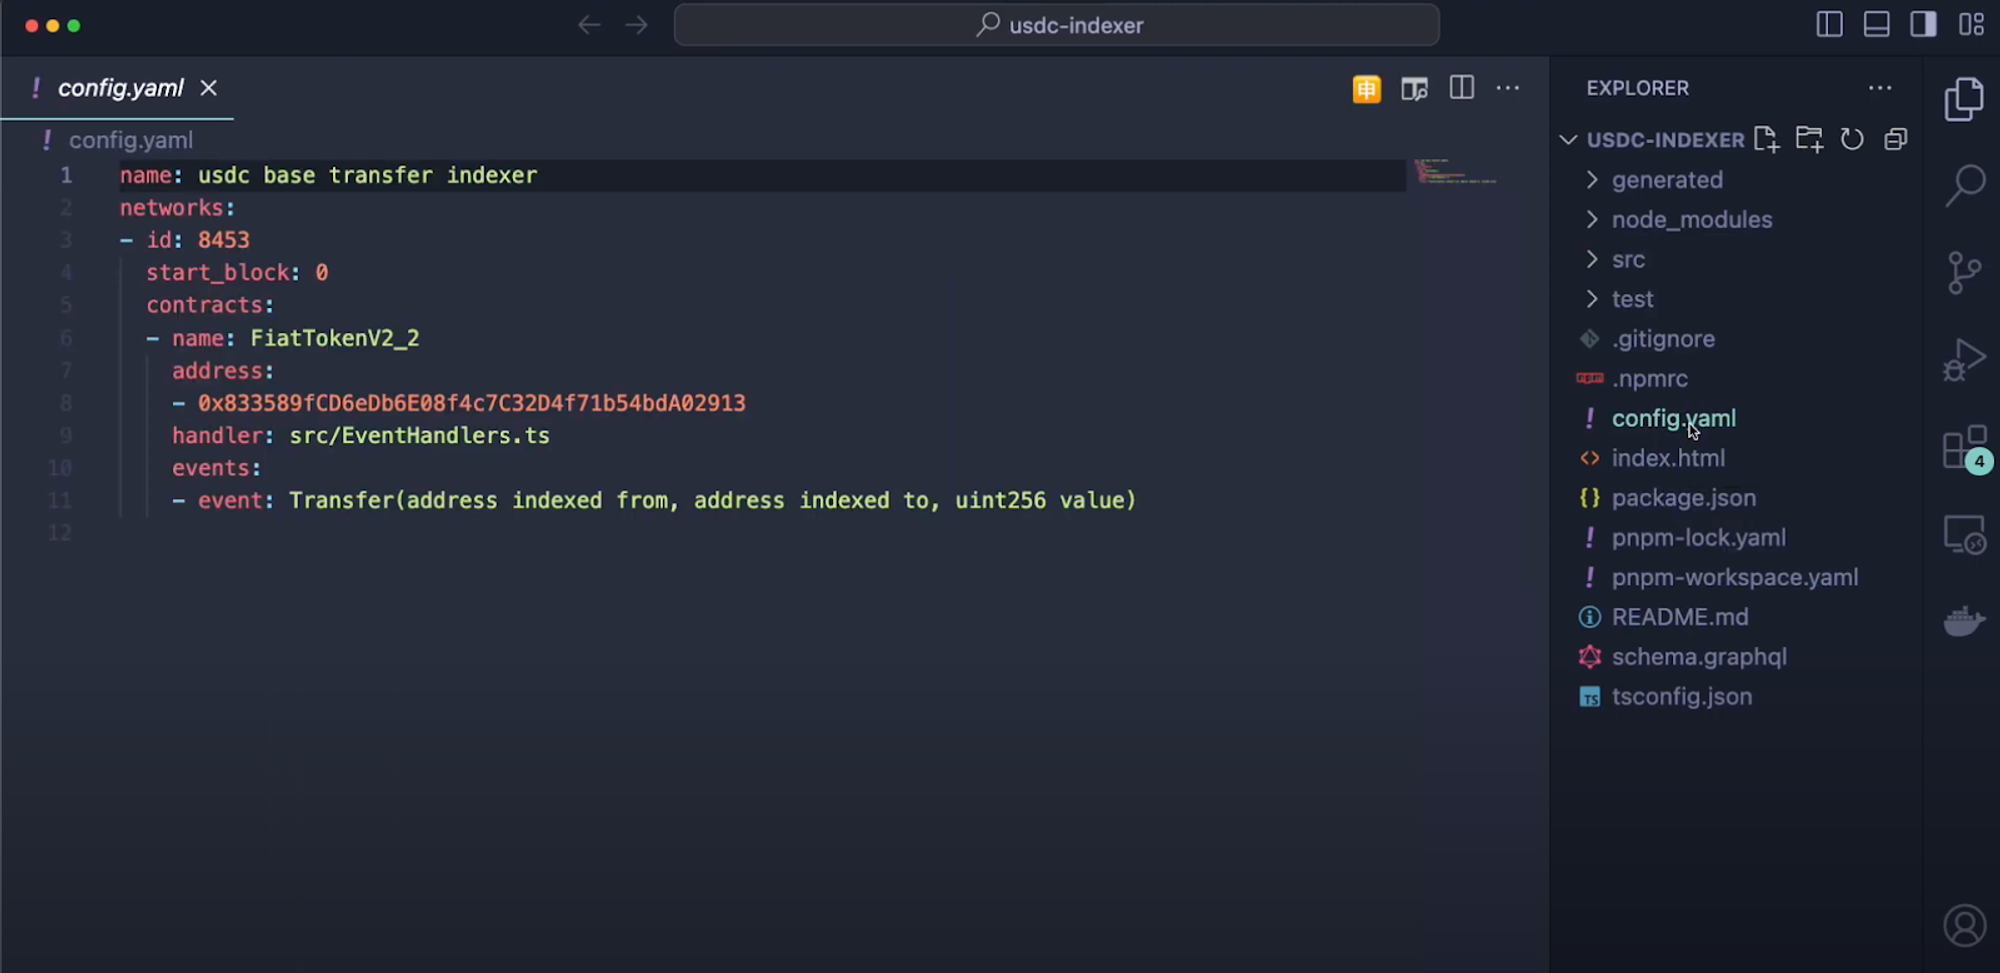 usdc-indexer
! config.yaml
! config.yaml
1 name: usdc base transfer indexer
2 networks:
3 - id: 8453
4 start_block: 0
5 contracts:
6 - name: FiatTokenV2_2
7 address:
8 - 0x833589fCD6eDb6E08f4c7C32D4f71b54bdA02913
9 handler: src/EventHandlers.ts
10 events:
11 - event: Transfer(address indexed from, address indexed to, uint256 value)
12
申
EXPLORER
USDC-INDEXER
generated
node_modules
src
test
.gitignore
npm .npmrc
! config.yaml
<> index.html
{} package.json
! pnpm-lock.yaml
! pnpm-workspace.yaml
README.md
schema.graphql
TS tsconfig.json
4